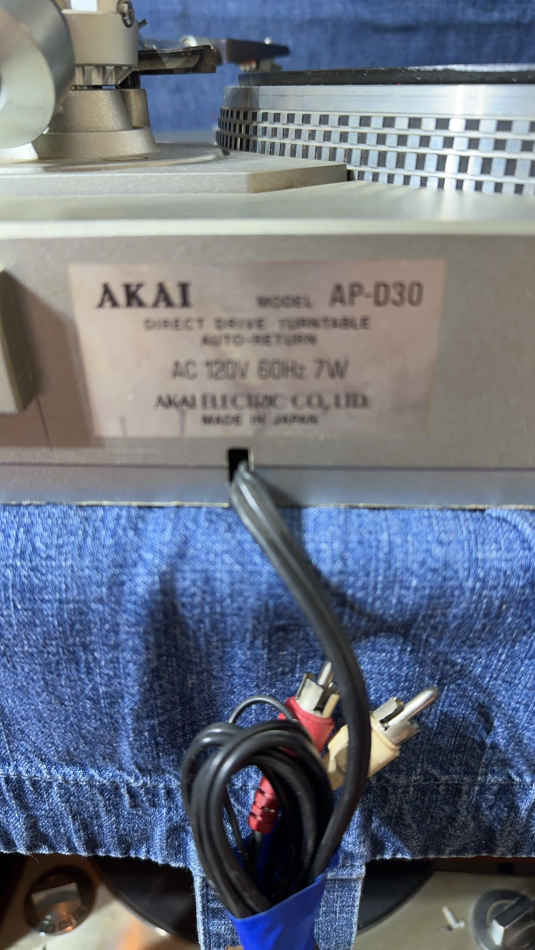 AKAI MODEL AP-D30
DIRECT DRIVE TURNTABLE
AUTO-RETURN
AC 120V 60Hz 7W
AKAI ELECTRIC CO., LTD.
MADE IN JAPAN